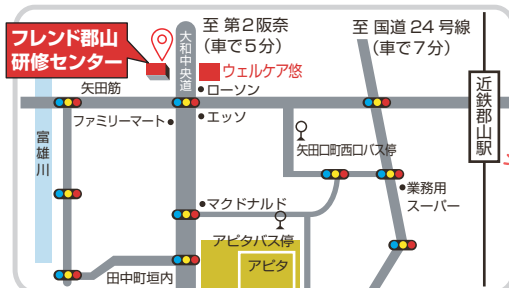 フレンド郡山
研修センター
大和中央道
至 第2阪奈
(車で5分)
至 国道24号線
(車で7分)
ウェルケア悠
ローソン
矢田筋
ファミリーマート
エッソ
近鉄郡山駅
富雄川
矢田口町西口バス停
業務用
スーパー
マクドナルド
アピタバス停
アピタ
田中町垣内